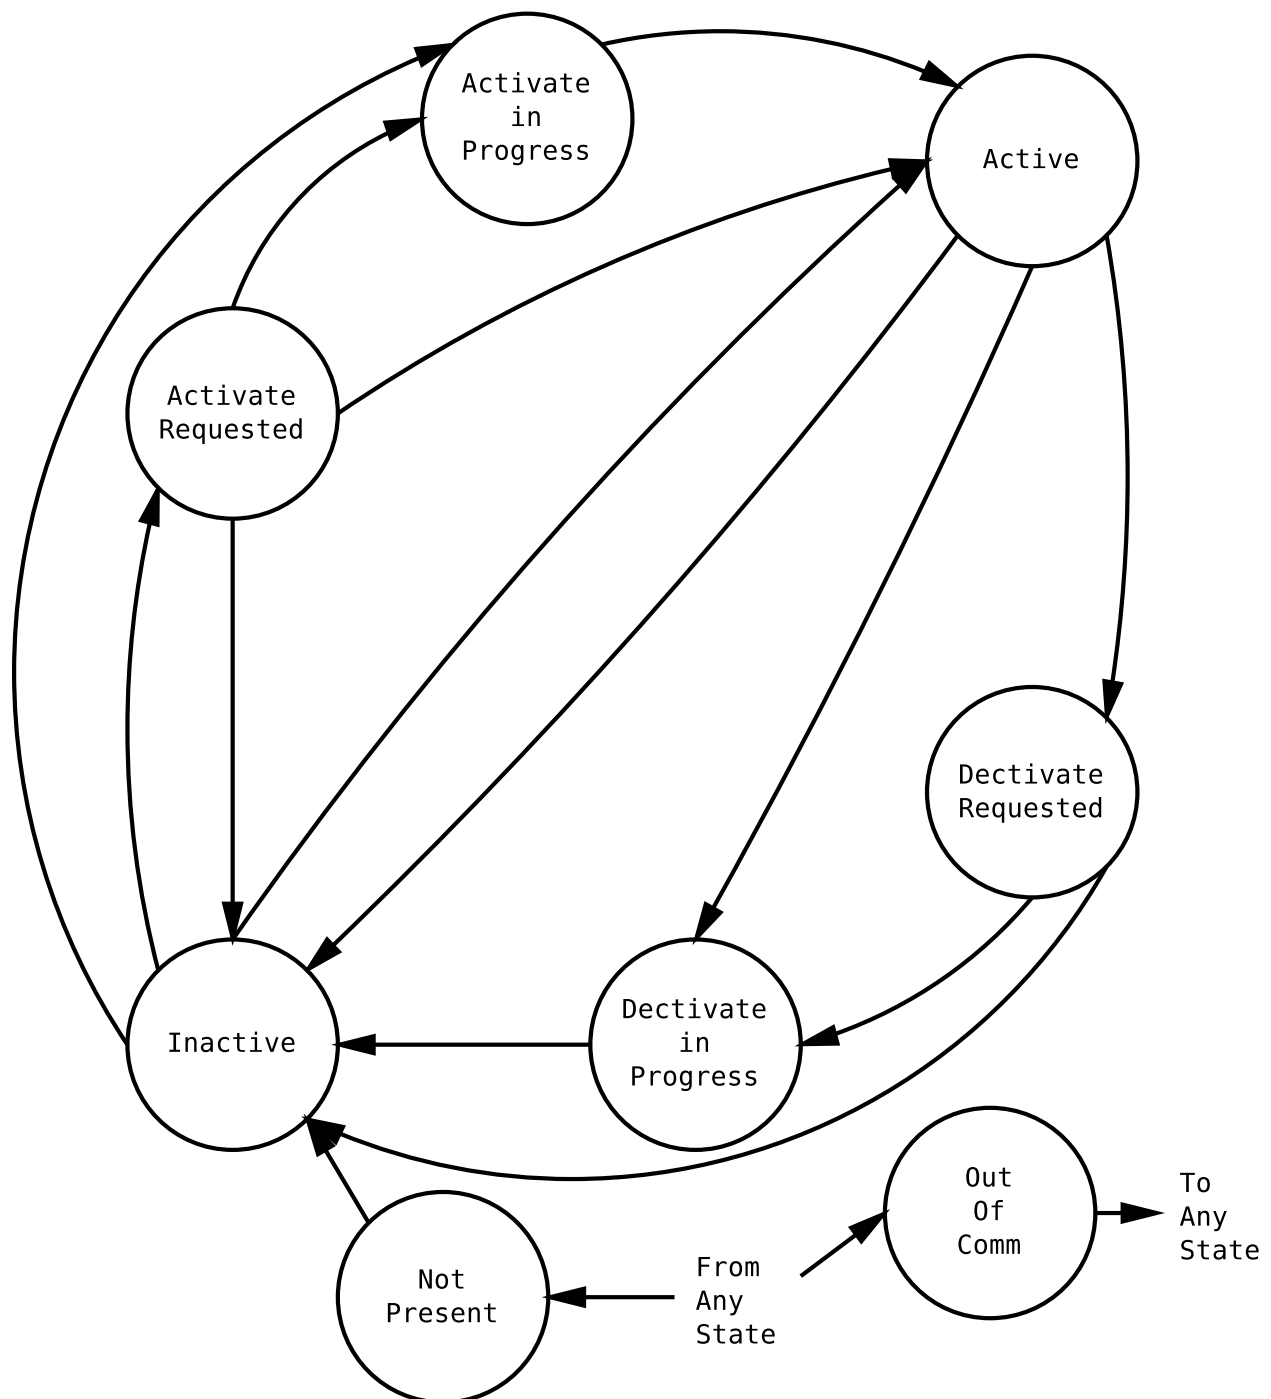 Activate
in
Progress
Active
Activate
Requested
Dectivate
Requested
Inactive
Dectivate
in
Progress
Out
Of
Comm
To
Any
State
Not
Present
From
Any
State